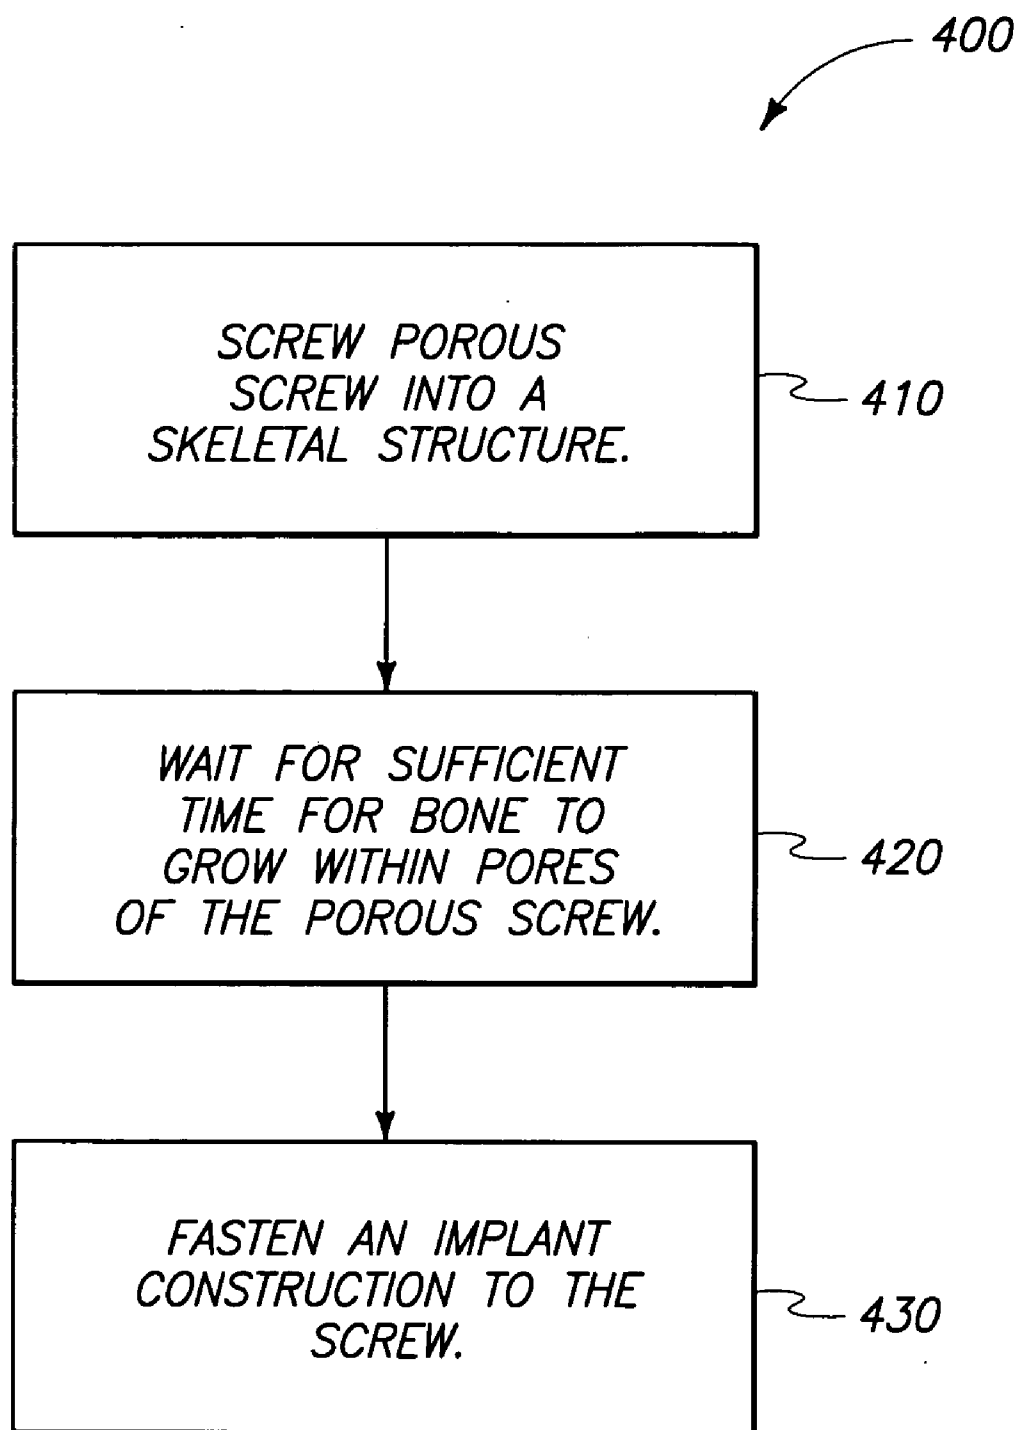 400
SCREW POROUS
SCREW INTO A
SKELETAL STRUCTURE.
410
WAIT FOR SUFFICIENT
TIME FOR BONE TO
GROW WITHIN PORES
OF THE POROUS SCREW.
420
FASTEN AN IMPLANT
CONSTRUCTION TO THE
SCREW.
430